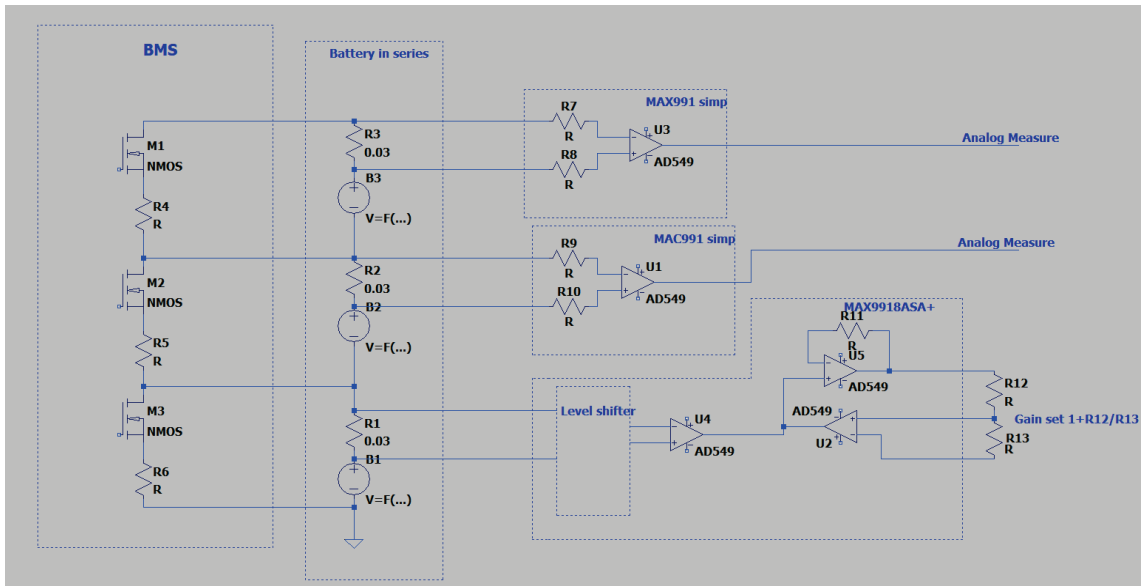 BMS
Battery in series
MAX991 simp
R7
R
U3
Analog Measure
R3
0.03
M1
NMOS
R8
R
AD549
B3
R4
R
V=F(...)
MAC991 simp
Analog Measure
R9
R
U1
R2
0.03
M2
NMOS
R10
R
AD549
B2
MAX9918ASA+
R11
R
V=F(...)
R5
R
U5
AD549
R12
R
M3
NMOS
Level shifter
U4
AD549
AD549
U2
Gain set 1+R12/R13
R13
R
R1
0.03
B1
R6
R
V=F(...)